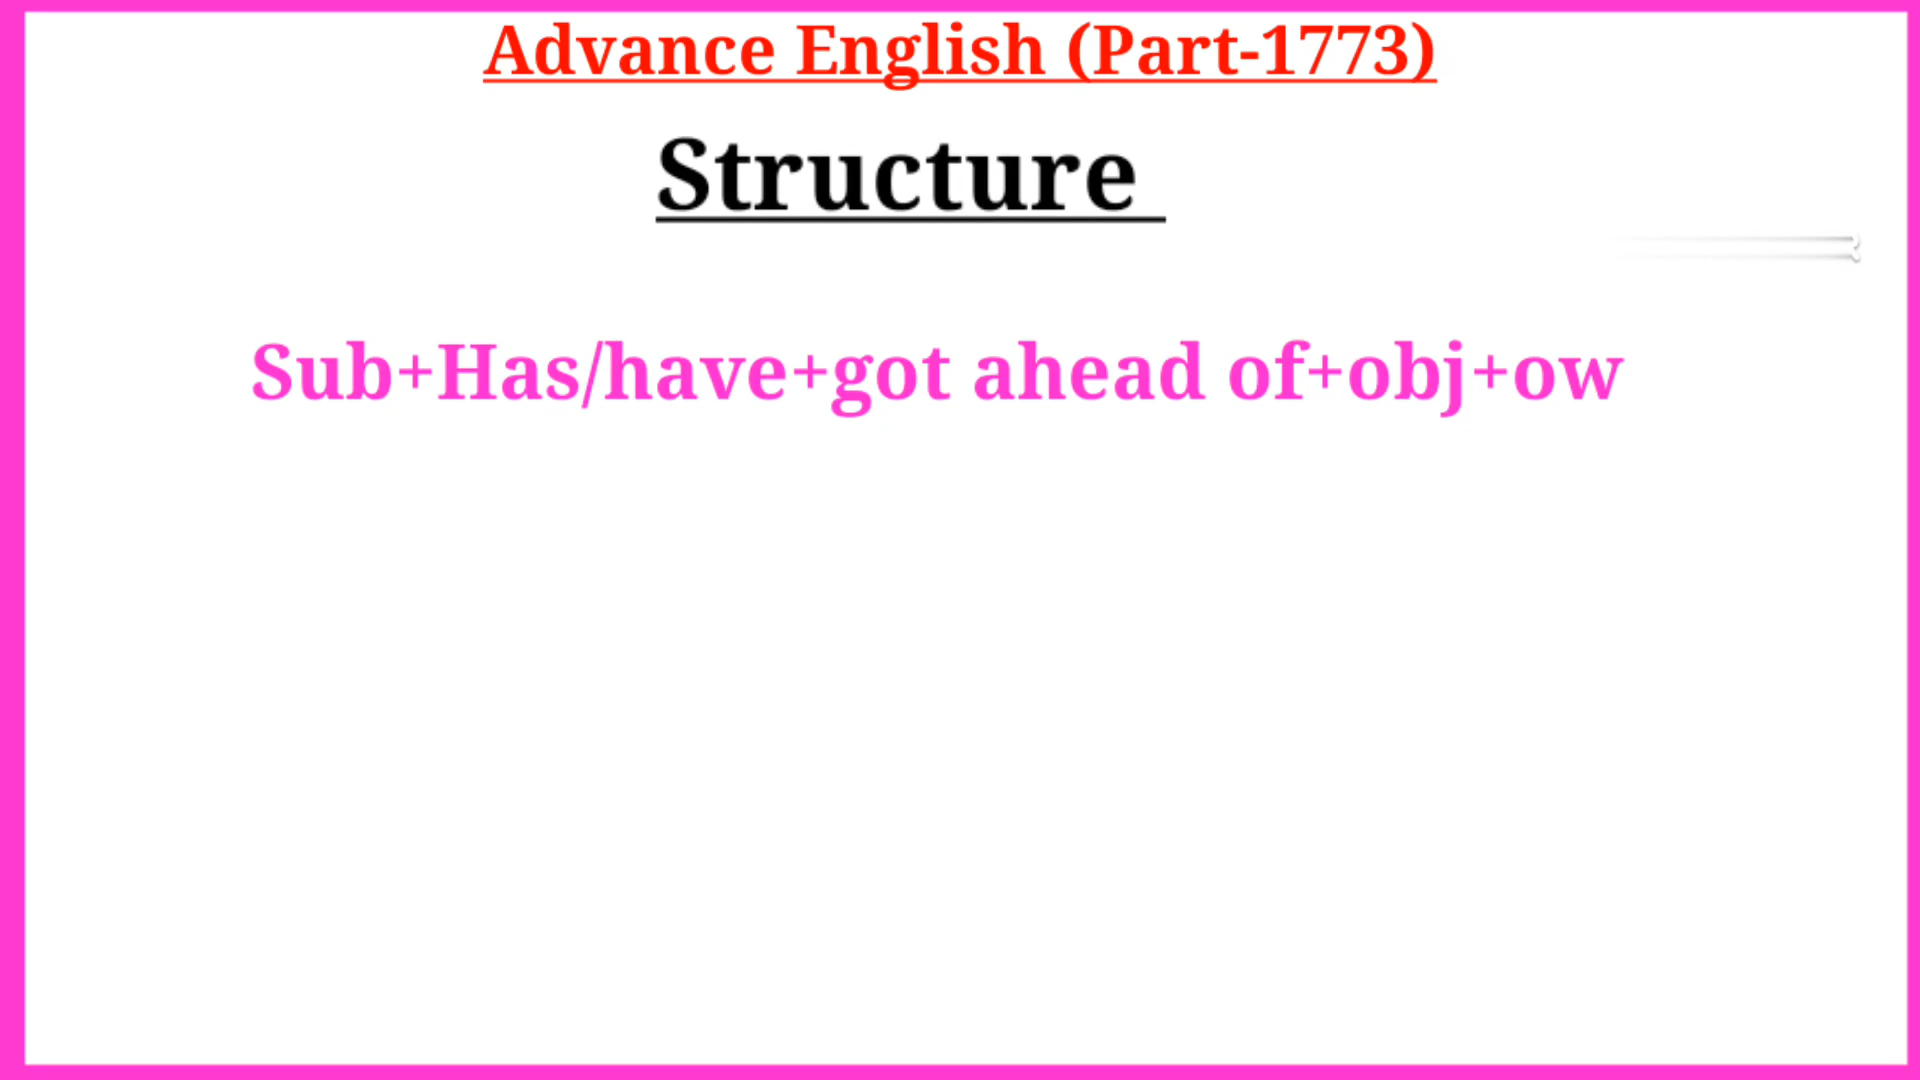 Advance English (Part-1773)
Structure
Sub+Has/have+got ahead of+obj+ow